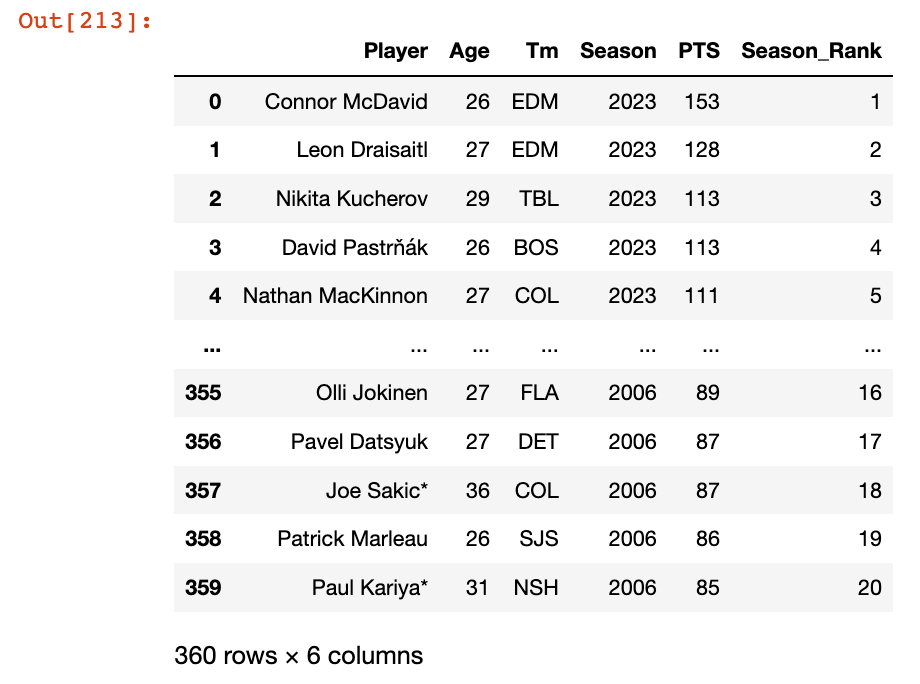 Out[213]:
Player Age Tm Season PTS Season_Rank
0 Connor McDavid 26 EDM 2023 153 1
1 Leon Draisaitl 27 EDM 2023 128 2
2 Nikita Kucherov 29 TBL 2023 113 3
3 David Pastrňák 26 BOS 2023 113 4
4 Nathan MacKinnon 27 COL 2023 111 5
... ... ... ... ... ... ...
355 Olli Jokinen 27 FLA 2006 89 16
356 Pavel Datsyuk 27 DET 2006 87 17
357 Joe Sakic* 36 COL 2006 87 18
358 Patrick Marleau 26 SJS 2006 86 19
359 Paul Kariya* 31 NSH 2006 85 20
360 rows × 6 columns